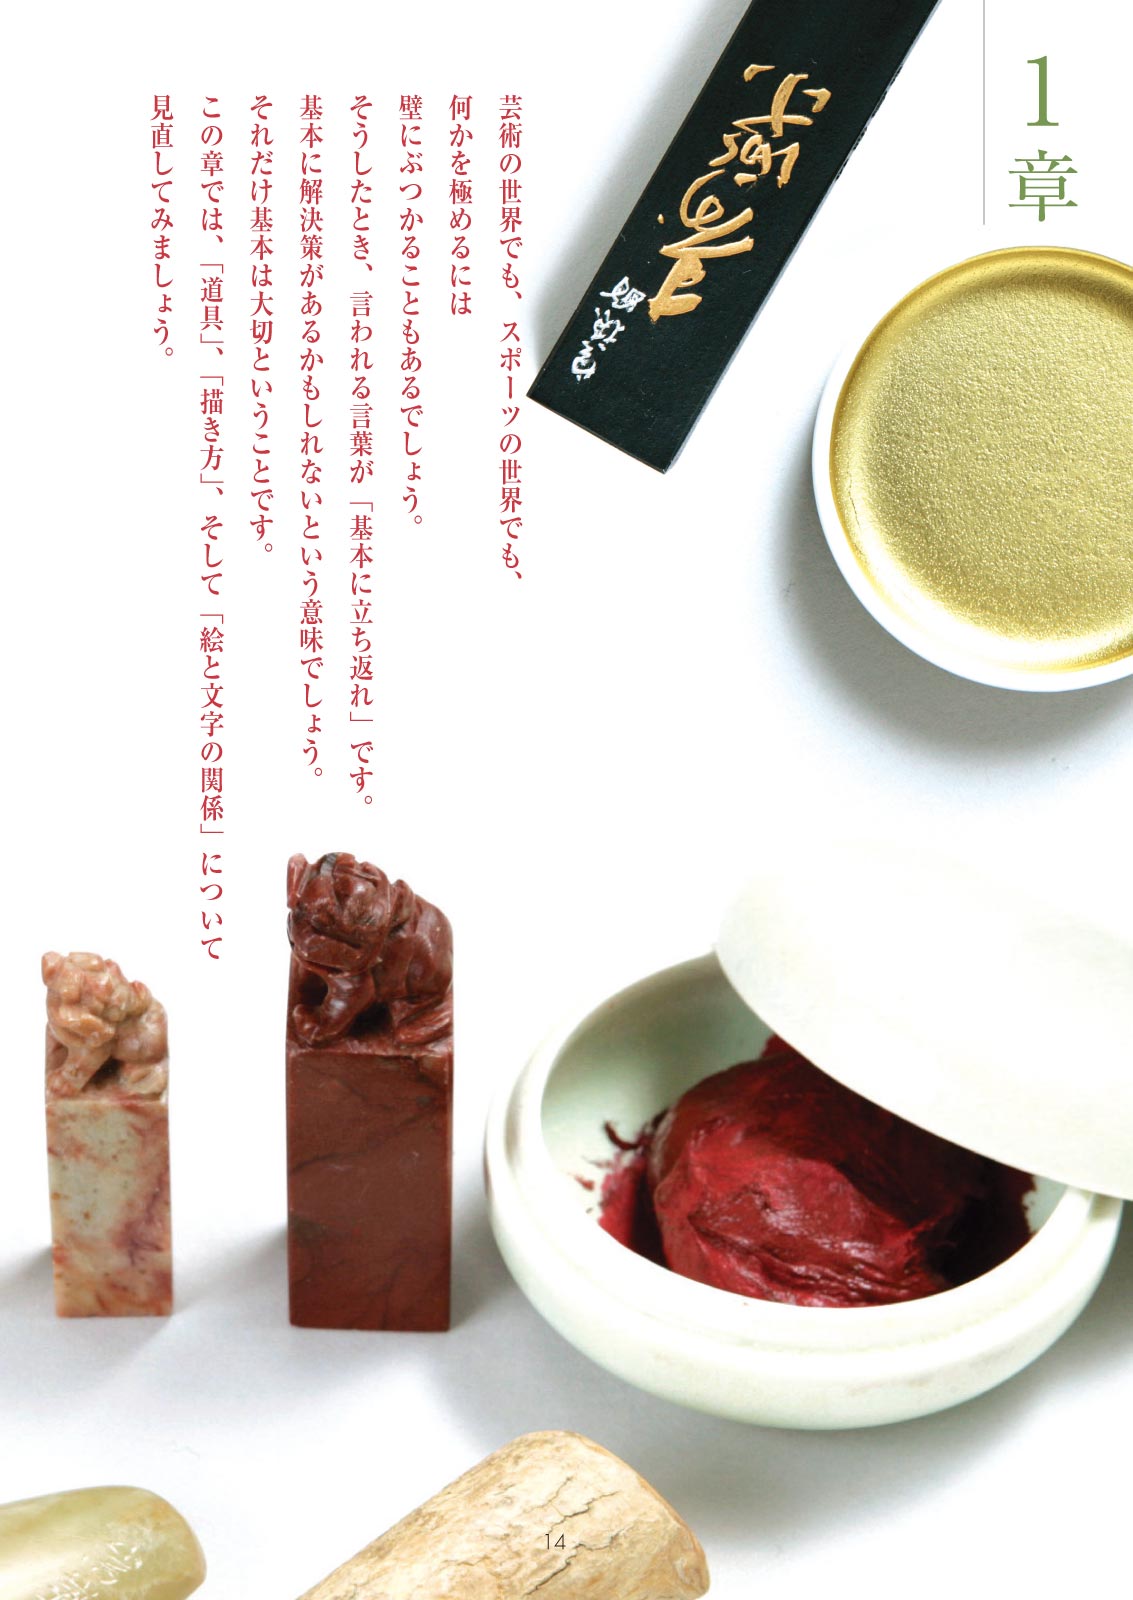 1章
芸術の世界でも、スポーツの世界でも、
何かを極めるには
壁にぶつかることもあるでしょう。
そうしたとき、言われる言葉が「基本に立ち返れ」です。
基本に解決策があるかもしれないという意味でしょう。
それだけ基本は大切ということです。
この章では、「道具」、「描き方」、そして「絵と文字の関係」について
見直してみましょう。
14